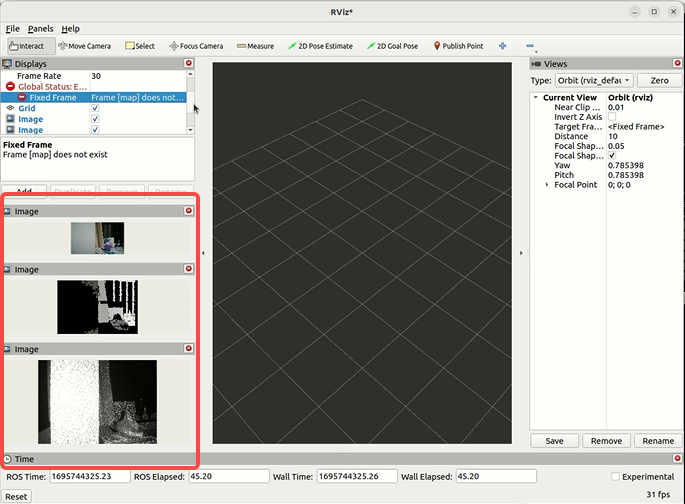 RViz*
File Panels Help
Interact Move Camera Select Focus Camera Measure 2D Pose Estimate 2D Goal Pose Publish Point
Displays
Frame Rate 30
Global Status: E...
Fixed Frame Frame [map] does not...
Grid
Image
Image
Fixed Frame
Frame [map] does not exist
Add Duplicate Remove Rename
Image
Image
Image
Views
Type: Orbit (rviz_defau Zero
Current View Orbit (rviz)
Near Clip ... 0.01
Invert Z Axis
Target Fra... <Fixed Frame>
Distance 10
Focal Shap... 0.05
Focal Shap...
Yaw 0.785398
Pitch 0.785398
Focal Point 0; 0; 0
Save Remove Rename
Time
ROS Time: 1695744325.23 ROS Elapsed: 45.20 Wall Time: 1695744325.26 Wall Elapsed: 45.20 Experimental
Reset 31 fps